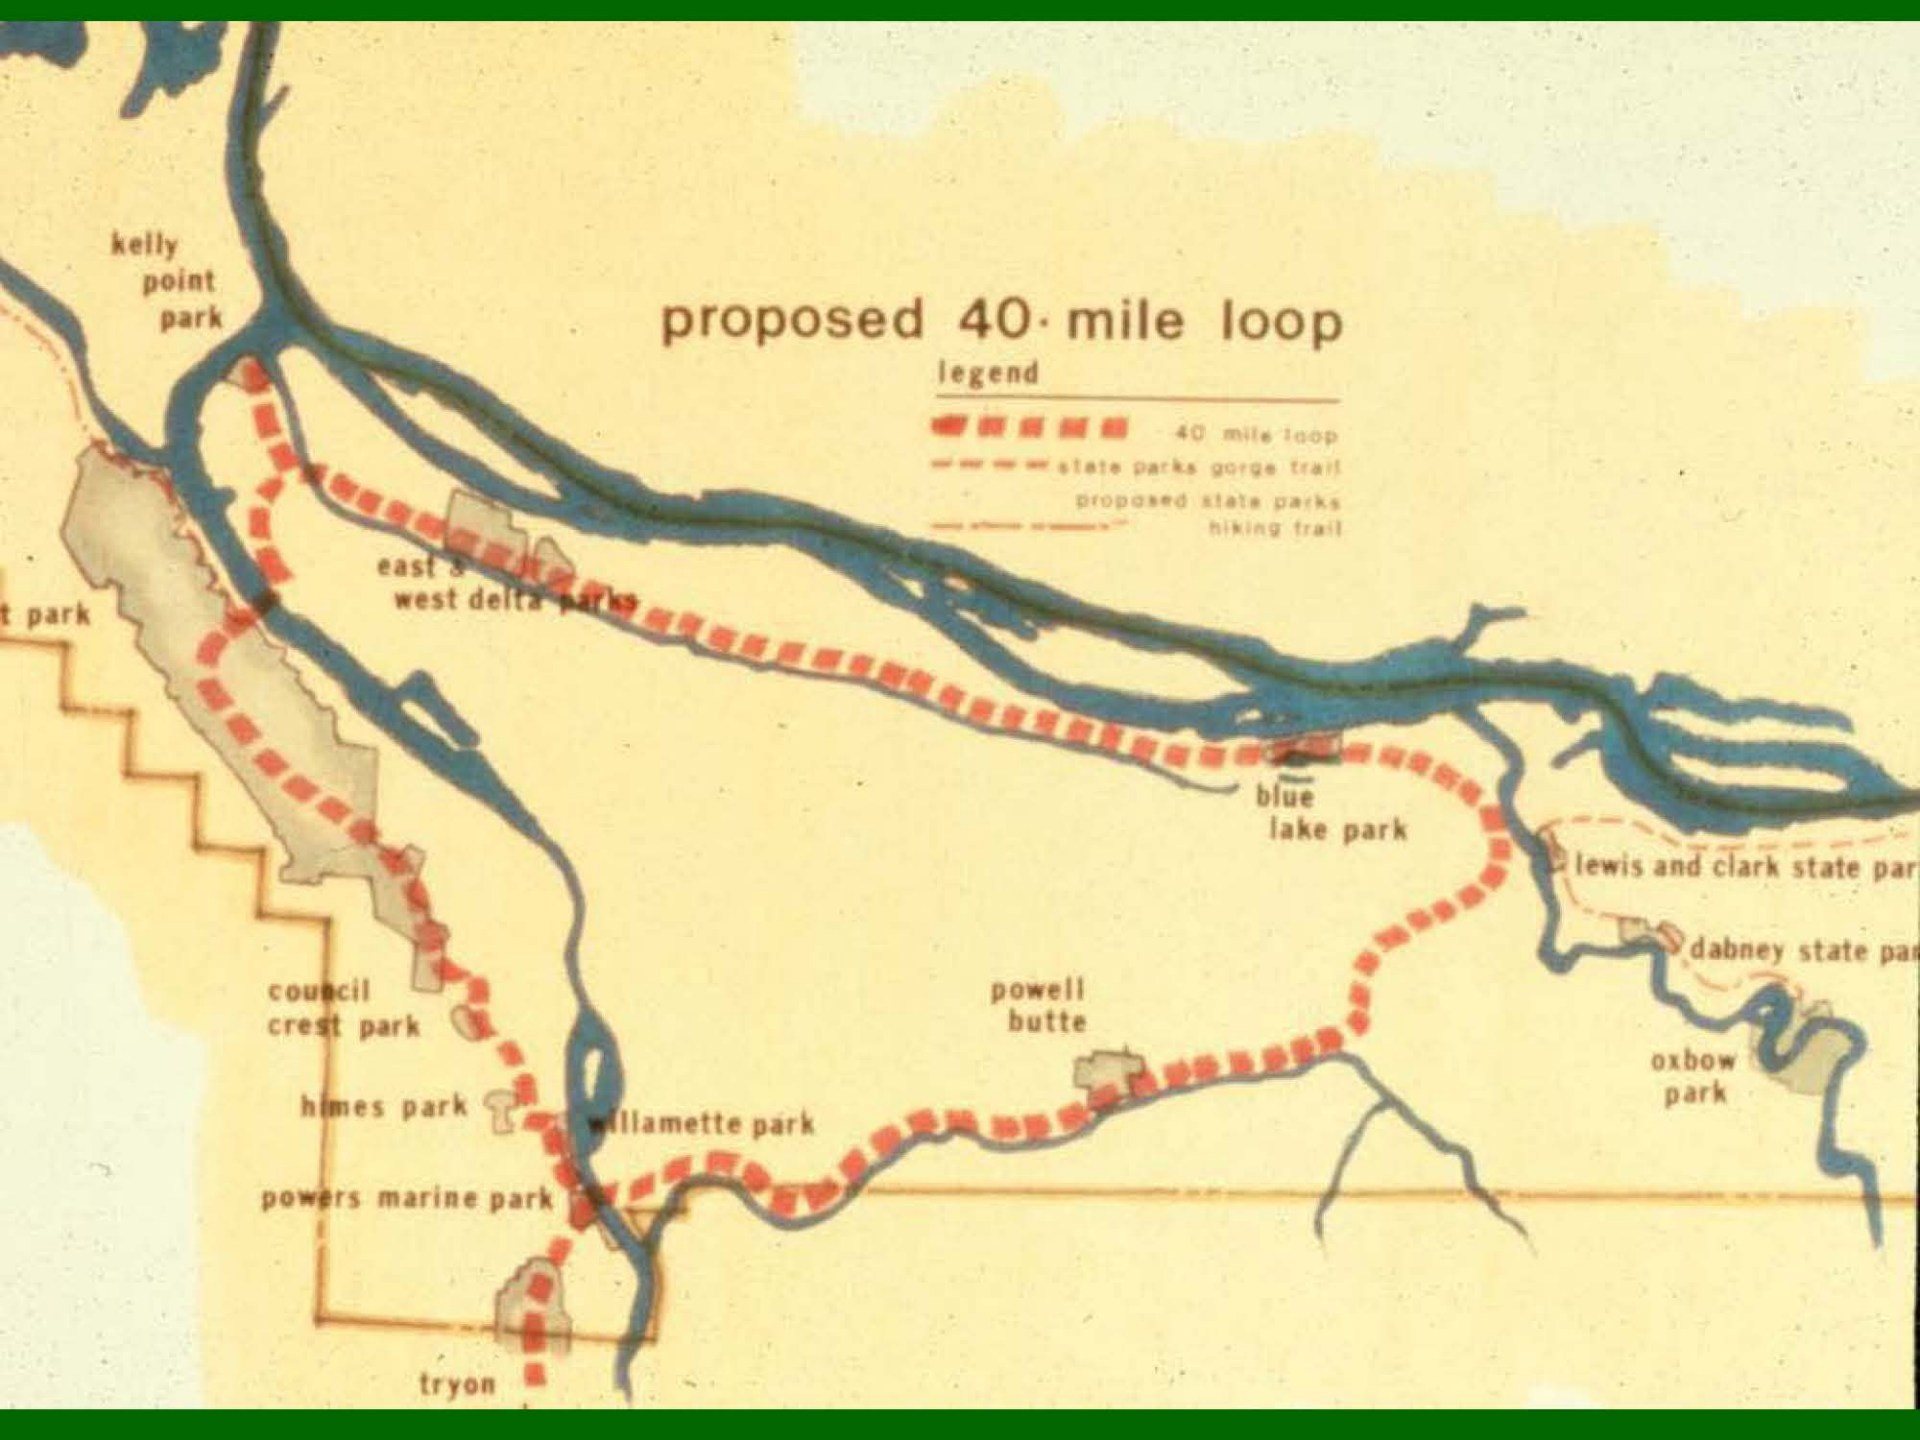 kelly
point
park
proposed 40·mile loop
legend
40 mile loop
state parks gorge trail
proposed state parks
hiking trail
east &
west delta parks
t park
blue
lake park
lewis and clark state par
dabney state par
council
crest park
powell
butte
oxbow
park
himes park
willamette park
powers marine park
tryon